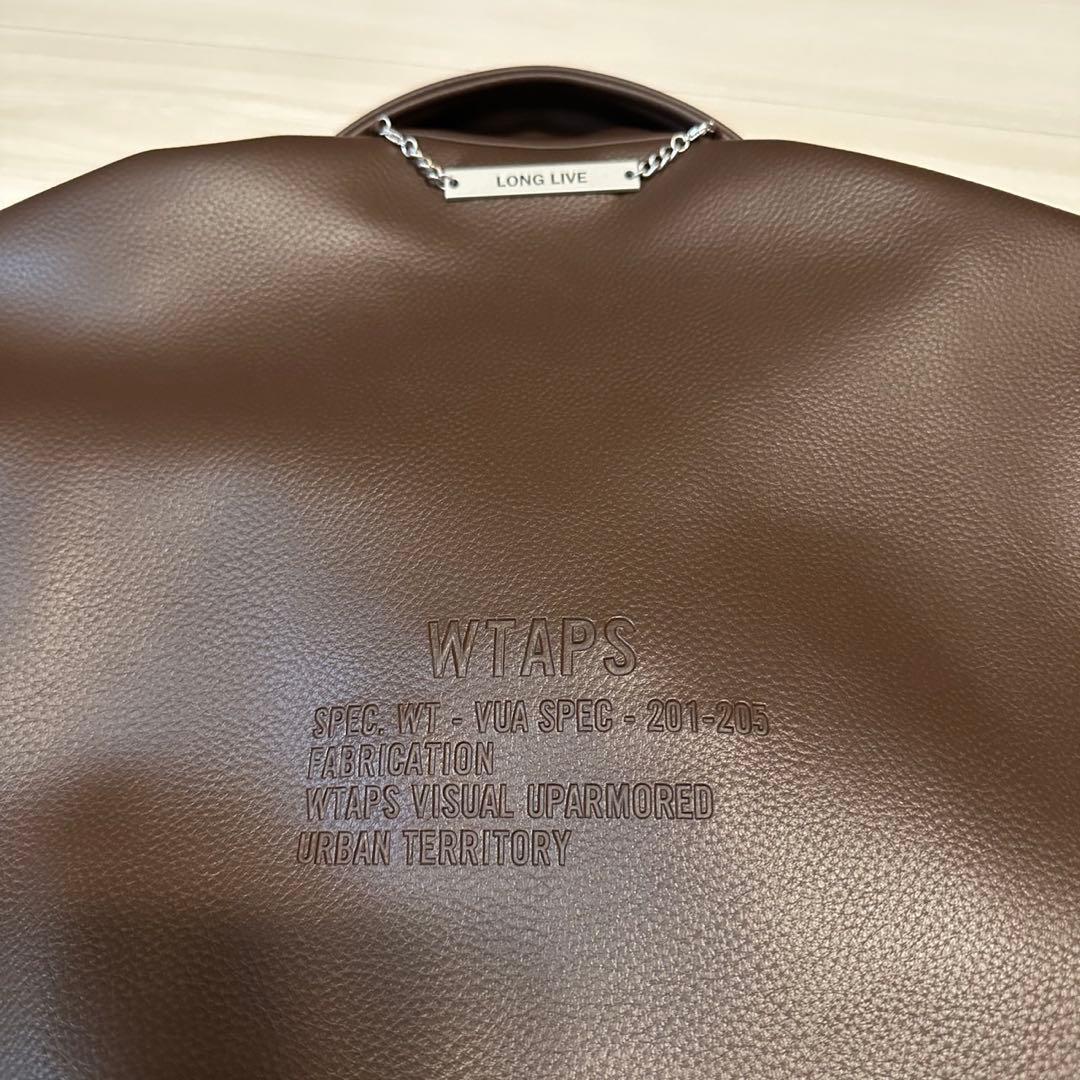 LONG LIVE
WTAPS
SPEC. WT - VUA SPEC - 201-205
FABRICATION
WTAPS VISUAL UPARMORED
URBAN TERRITORY